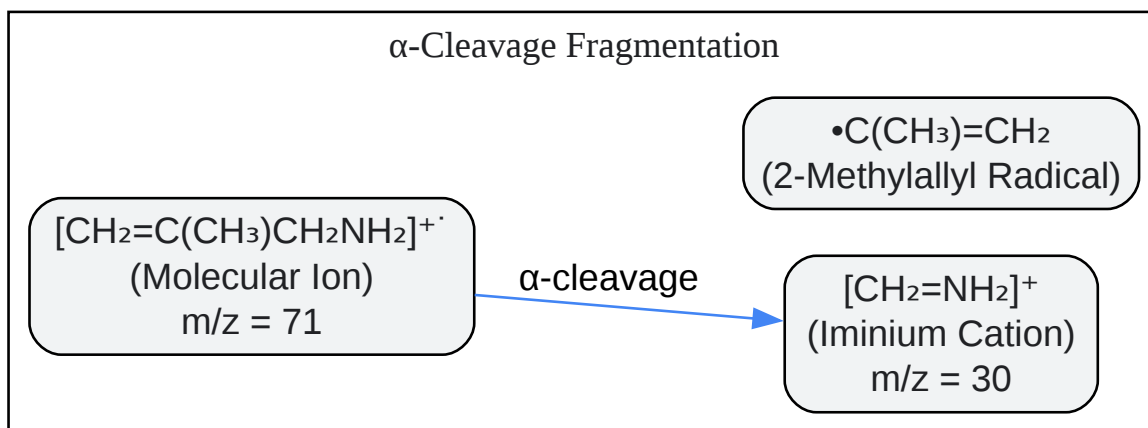 α-Cleavage Fragmentation
•C(CH₃)=CH₂
(2-Methylallyl Radical)
[CH₂=C(CH₃)CH₂NH₂]⁺˙
(Molecular Ion)
m/z = 71
α-cleavage
[CH₂=NH₂]⁺
(Iminium Cation)
m/z = 30